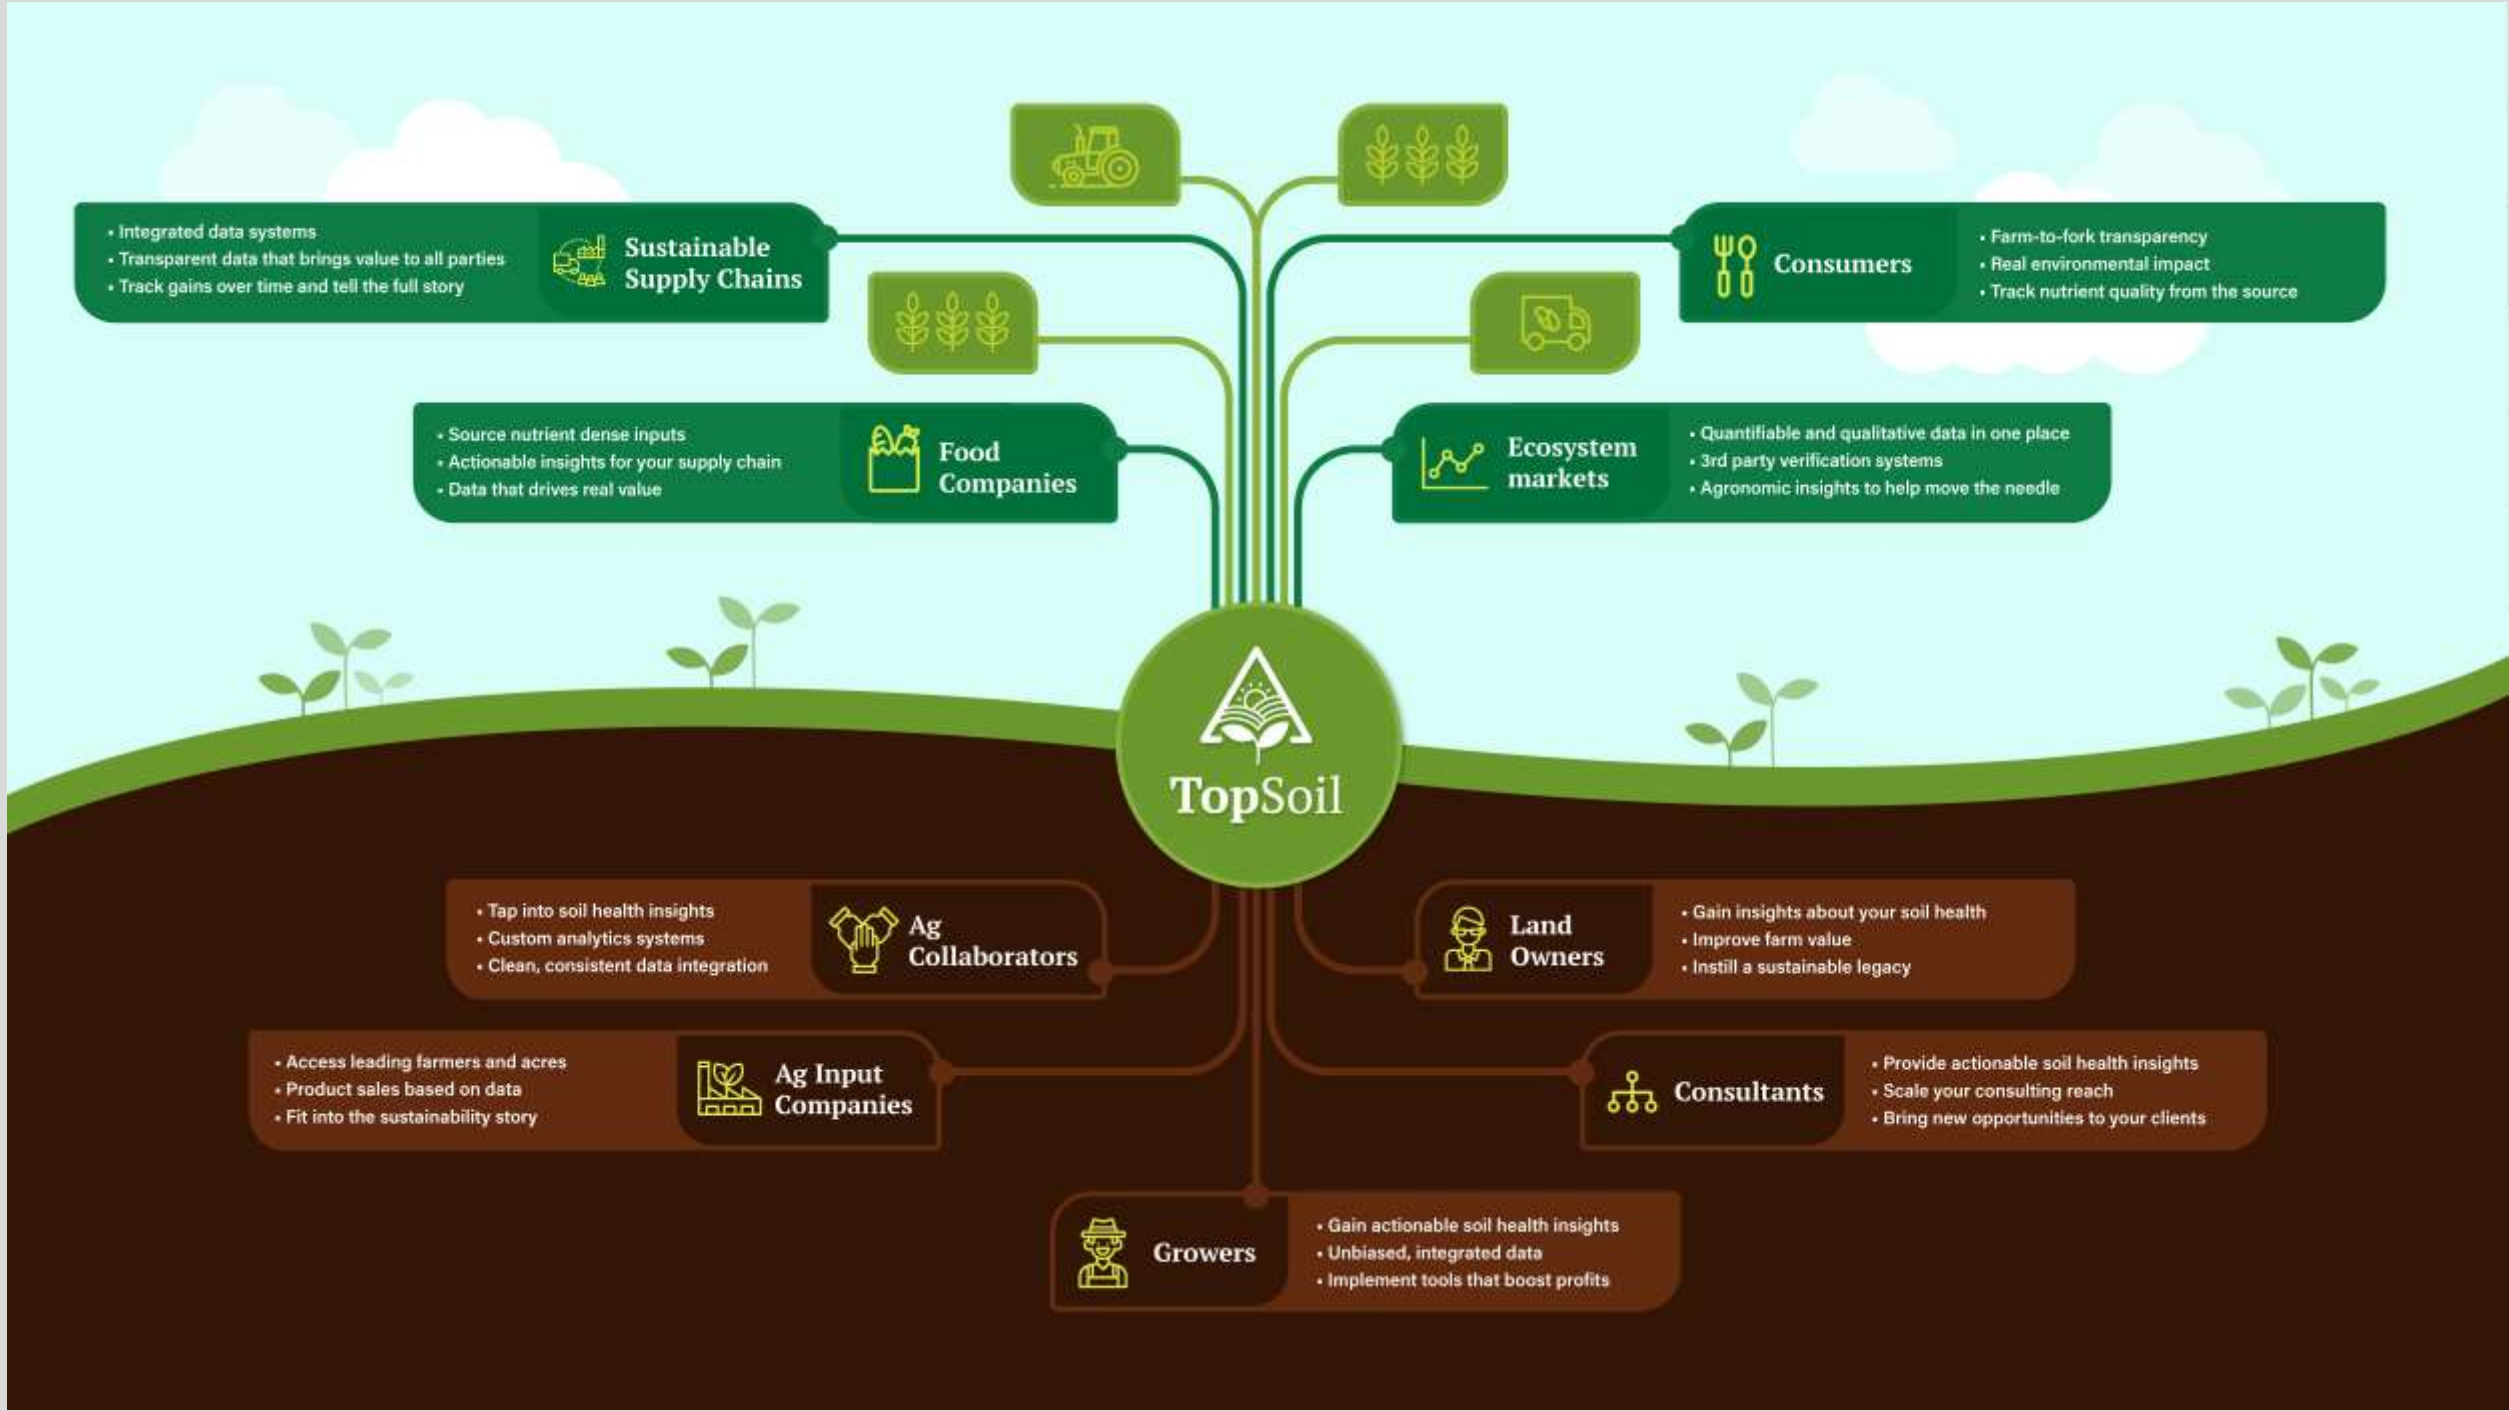 • Integrated data systems
• Transparent data that brings value to all parties
• Track gains over time and tell the full story
Sustainable
Supply Chains
Consumers
• Farm-to-fork transparency
• Real environmental impact
• Track nutrient quality from the source
• Source nutrient dense inputs
• Actionable insights for your supply chain
• Data that drives real value
Food
Companies
Ecosystem
markets
• Quantifiable and qualitative data in one place
• 3rd party verification systems
• Agronomic insights to help move the needle
TopSoil
• Tap into soil health insights
• Custom analytics systems
• Clean, consistent data integration
Ag
Collaborators
Land
Owners
• Gain insights about your soil health
• Improve farm value
• Instill a sustainable legacy
• Access leading farmers and acres
• Product sales based on data
• Fit into the sustainability story
Ag Input
Companies
Consultants
• Provide actionable soil health insights
• Scale your consulting reach
• Bring new opportunities to your clients
Growers
• Gain actionable soil health insights
• Unbiased, integrated data
• Implement tools that boost profits